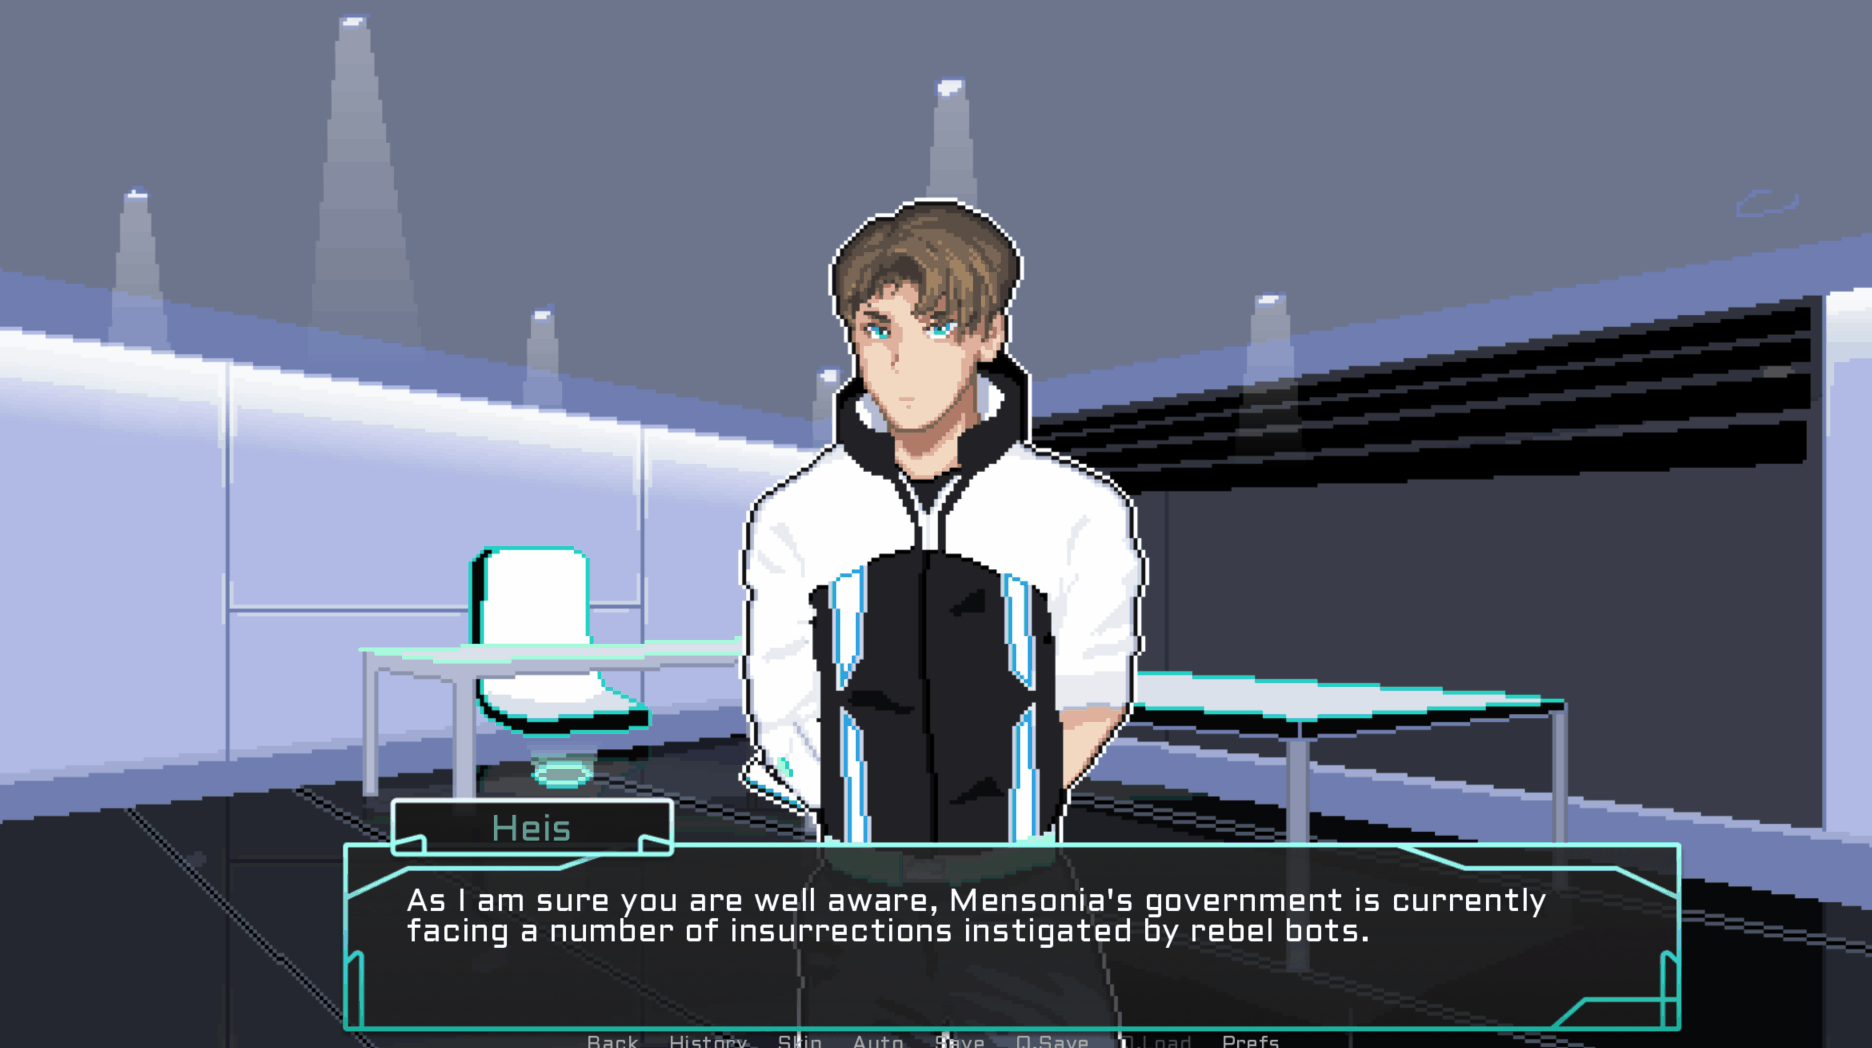 Heis
As I am sure you are well aware, Mensonia's government is currently
facing a number of insurrections instigated by rebel bots.
Back History Skip Auto Save Q.Save Q.Load Prefs